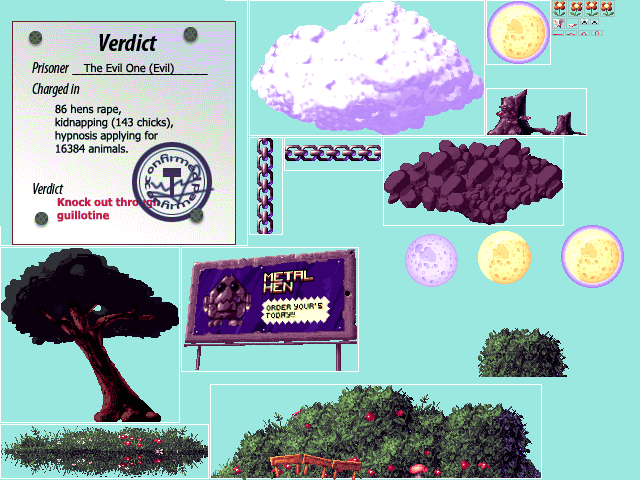 Verdict
Prisoner The Evil One (Evil)
Charged in
86 hens rape,
kidnapping (143 chicks),
hypnosis applying for
16384 animals.
Confirmed
Verdict
Knock out through
guillotine
METAL
HEN
ORDER YOUR'S
TODAY!!!